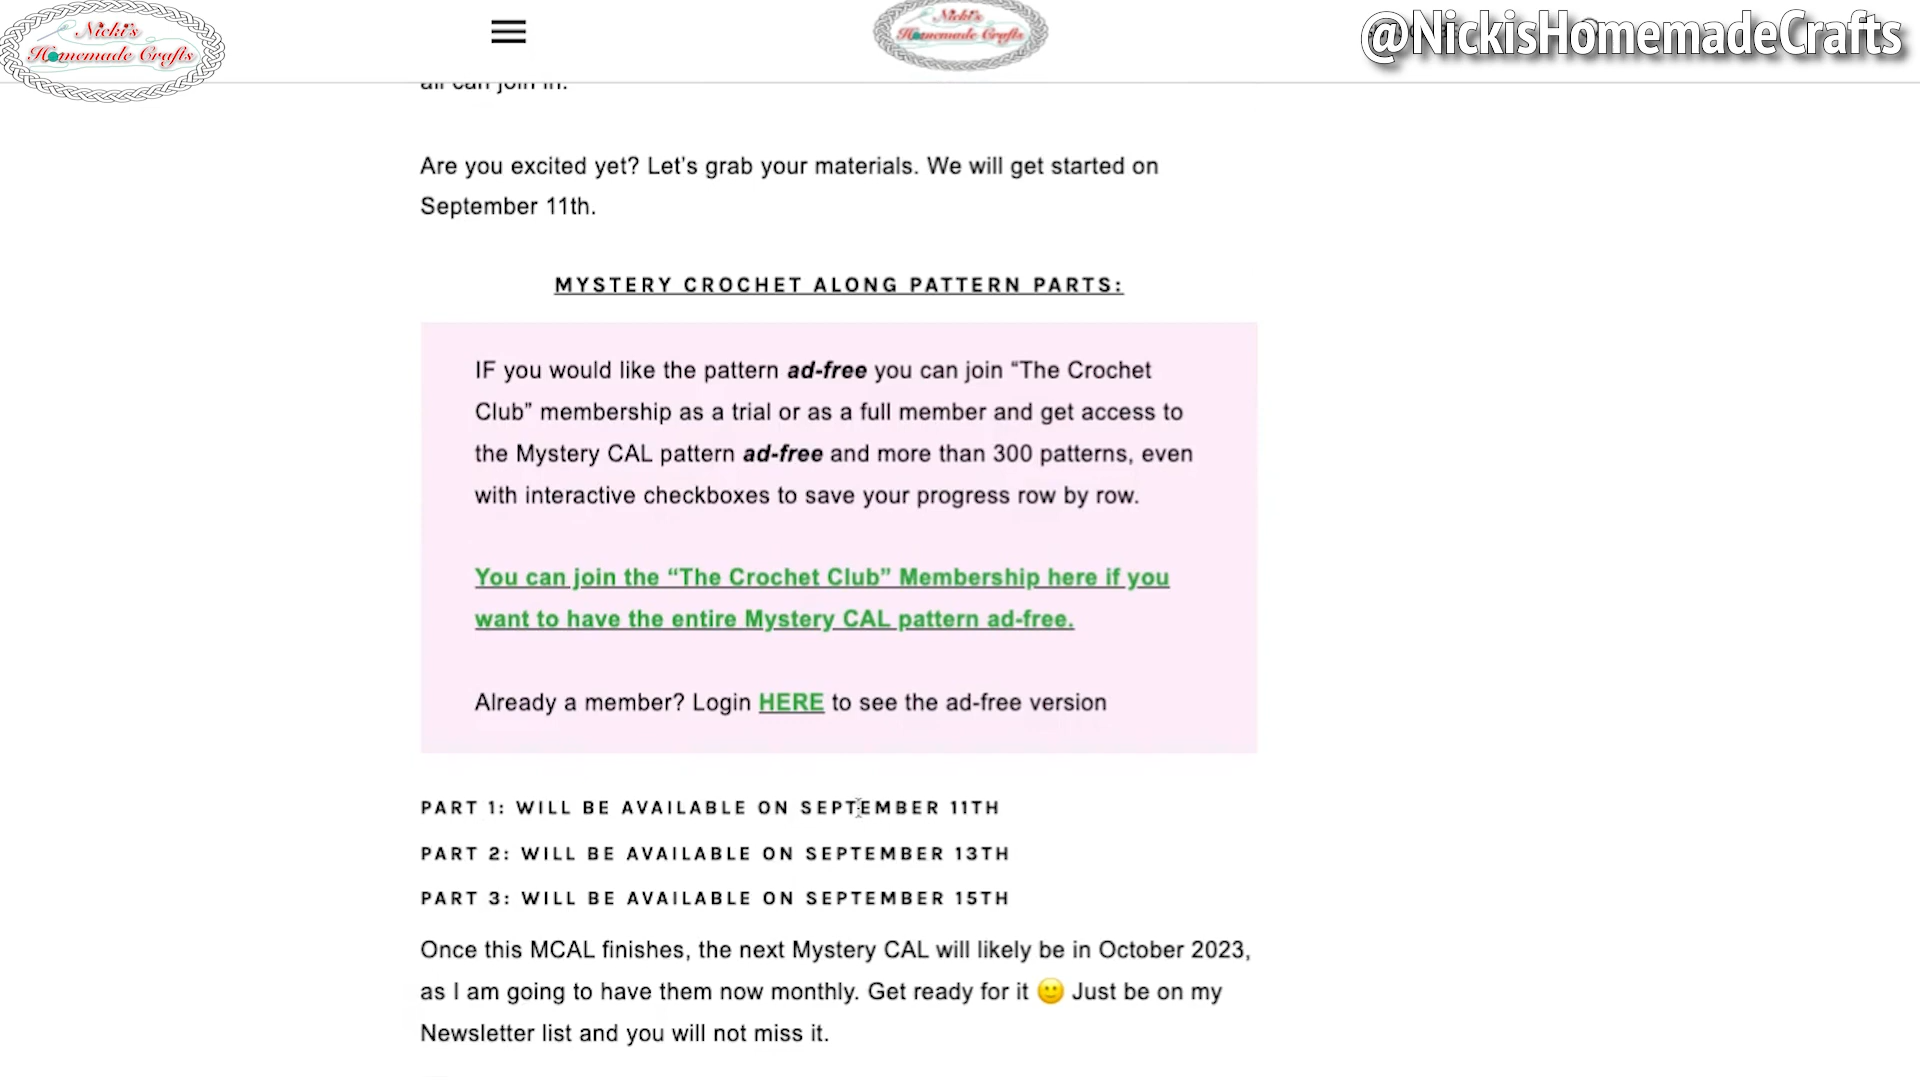 Nicki's
Homemade Crafts
Nicki's
Homemade Crafts
@NickisHomemadeCrafts
all can join in.
Are you excited yet? Let’s grab your materials. We will get started on
September 11th.
MYSTERY CROCHET ALONG PATTERN PARTS:
IF you would like the pattern ad-free you can join “The Crochet
Club” membership as a trial or as a full member and get access to
the Mystery CAL pattern ad-free and more than 300 patterns, even
with interactive checkboxes to save your progress row by row.
You can join the “The Crochet Club” Membership here if you
want to have the entire Mystery CAL pattern ad-free.
Already a member? Login HERE to see the ad-free version
PART 1: WILL BE AVAILABLE ON SEPTEMBER 11TH
PART 2: WILL BE AVAILABLE ON SEPTEMBER 13TH
PART 3: WILL BE AVAILABLE ON SEPTEMBER 15TH
Once this MCAL finishes, the next Mystery CAL will likely be in October 2023,
as I am going to have them now monthly. Get ready for it 🙂 Just be on my
Newsletter list and you will not miss it.